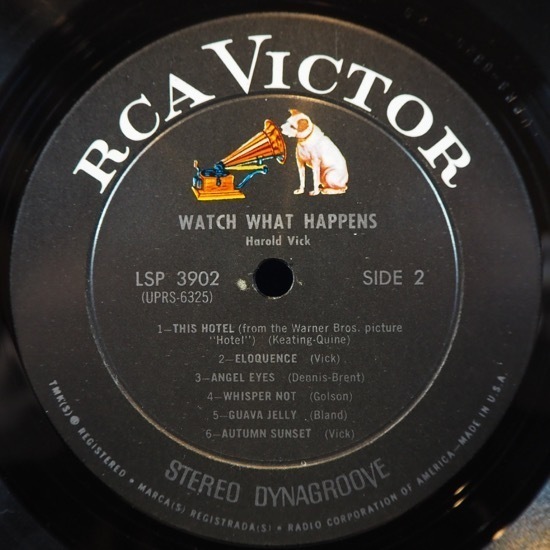 RCA VICTOR
WATCH WHAT HAPPENS
Harold Vick
LSP 3902
(UPRS-6325)
SIDE 2
1—THIS HOTEL (from the Warner Bros. picture
"Hotel") (Keating-Quine)
2—ELOQUENCE (Vick)
3—ANGEL EYES (Dennis-Brent)
4—WHISPER NOT (Golson)
5—GUAVA JELLY (Bland)
6—AUTUMN SUNSET (Vick)
STEREO DYNAGROOVE
TMK(S) ® REGISTERED • MARCA(S) REGISTRADA(S) • RADIO CORPORATION OF AMERICA—MADE IN U.S.A.